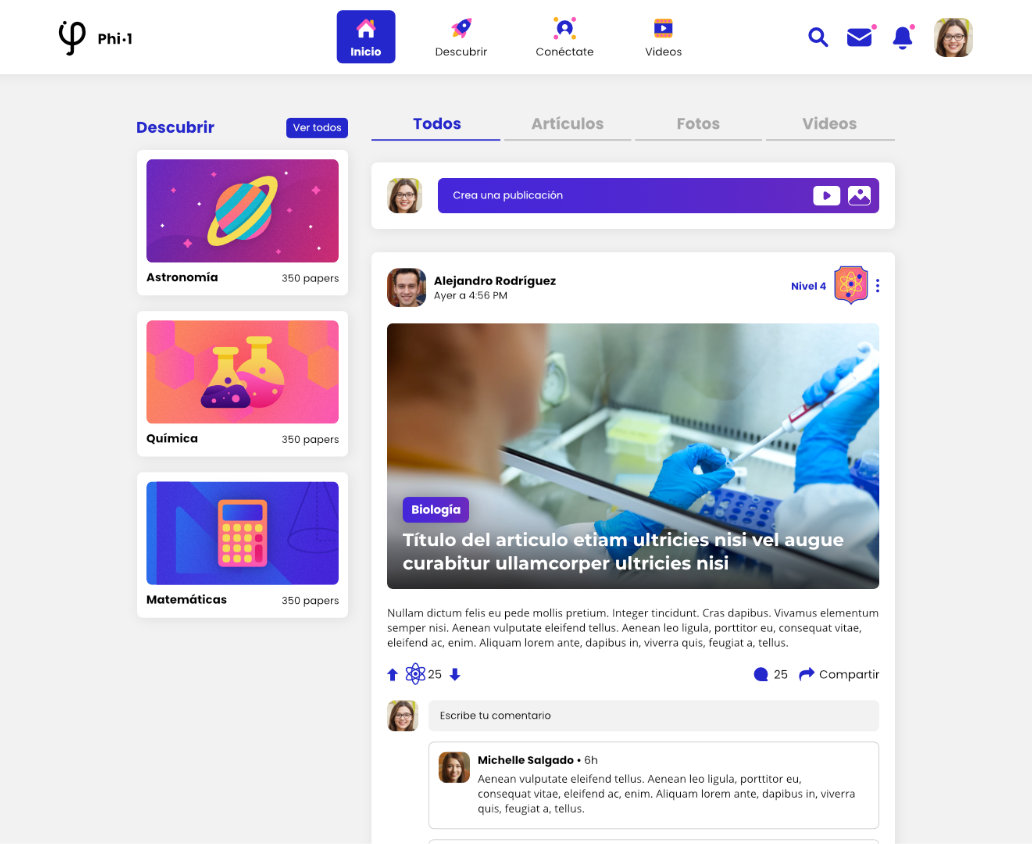 Phi·1
Inicio
Descubrir
Conéctate
Videos
Descubrir
Ver todos
Astronomía
350 papers
Química
350 papers
Matemáticas
350 papers
Todos
Artículos
Fotos
Videos
Crea una publicación
Alejandro Rodríguez
Ayer a 4:56 PM
Nivel 4
Biología
Título del articulo etiam ultricies nisi vel augue
curabitur ullamcorper ultricies nisi
Nullam dictum felis eu pede mollis pretium. Integer tincidunt. Cras dapibus. Vivamus elementum
semper nisi. Aenean vulputate eleifend tellus. Aenean leo ligula, porttitor eu, consequat vitae,
eleifend ac, enim. Aliquam lorem ante, dapibus in, viverra quis, feugiat a, tellus.
25
25
Compartir
Escribe tu comentario
Michelle Salgado • 6h
Aenean vulputate eleifend tellus. Aenean leo ligula, porttitor eu,
consequat vitae, eleifend ac, enim. Aliquam lorem ante, dapibus in, viverra
quis, feugiat a, tellus.